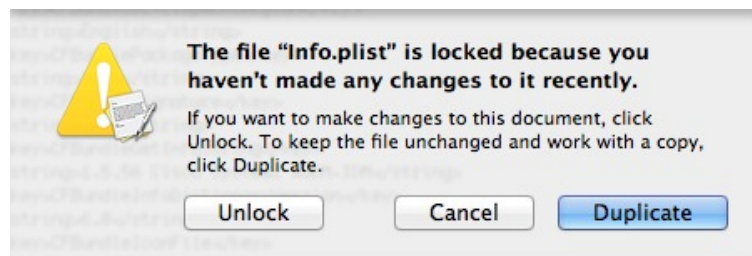 The file “Info.plist” is locked because you
haven't made any changes to it recently.
If you want to make changes to this document, click
Unlock. To keep the file unchanged and work with a copy,
click Duplicate.
Unlock Cancel Duplicate